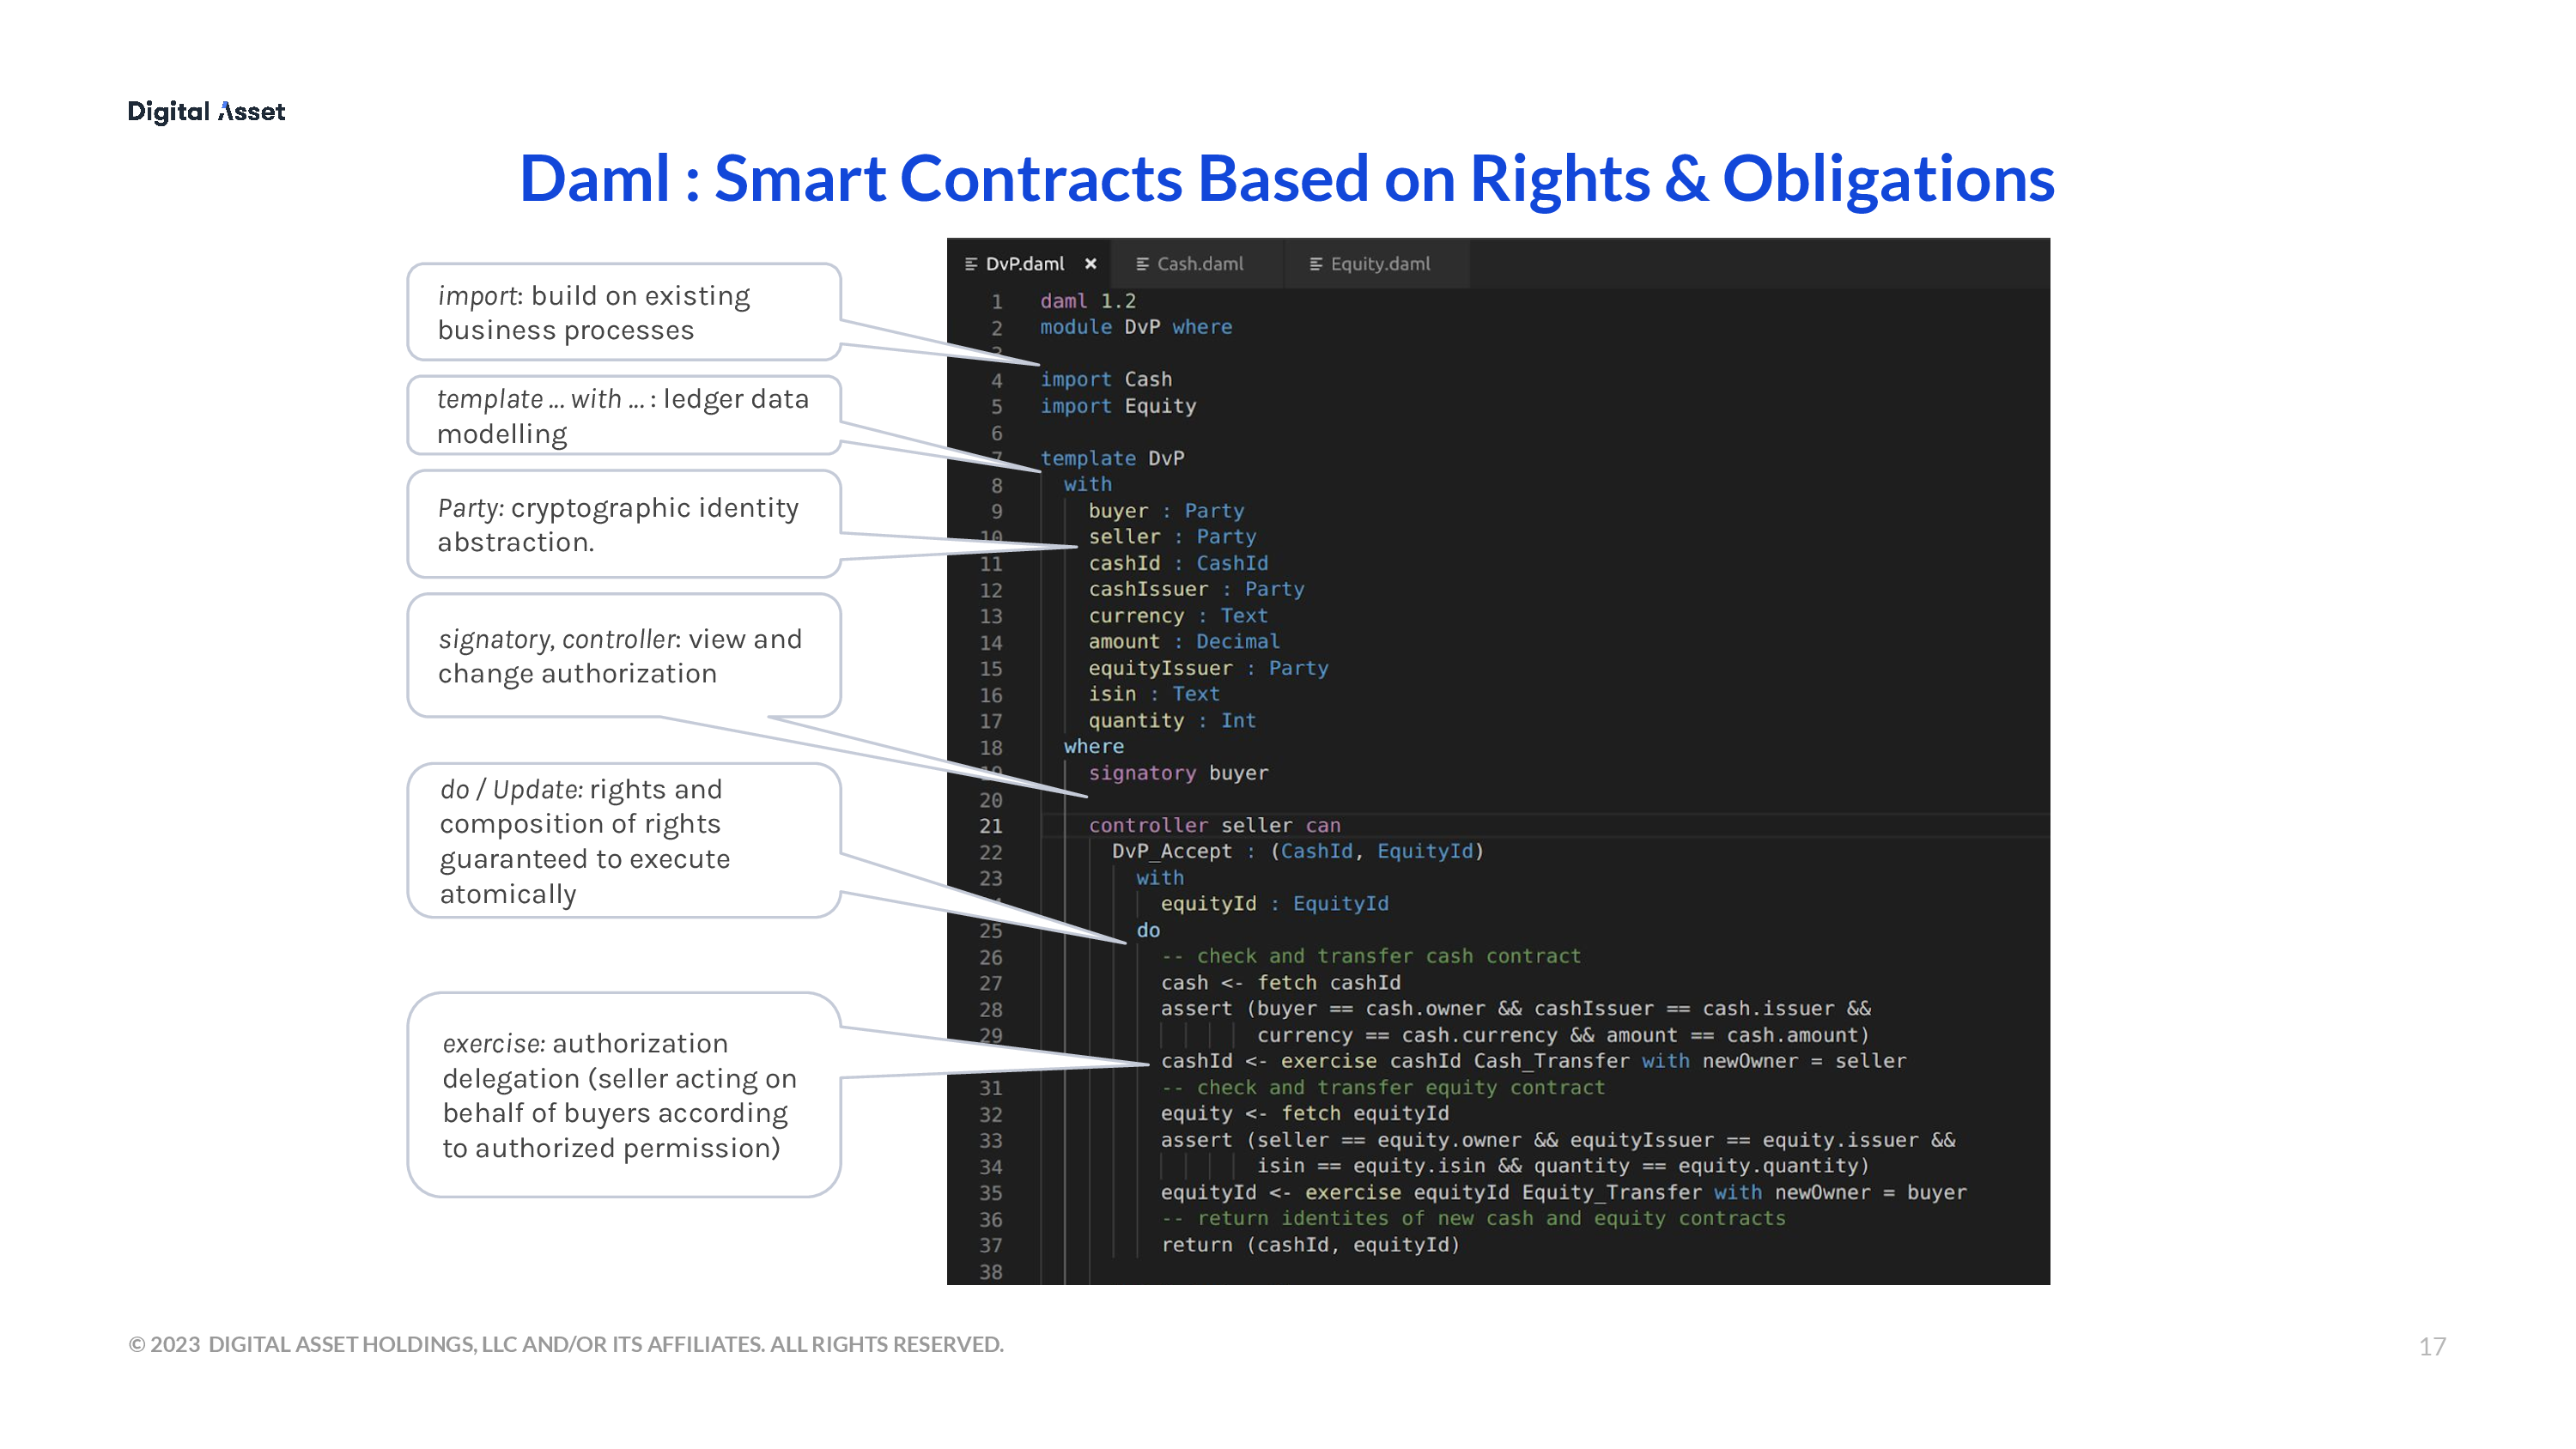 Digital Asset
Daml : Smart Contracts Based on Rights & Obligations
import: build on existing
business processes
template ... with ... : ledger data
modelling
Party: cryptographic identity
abstraction.
signatory, controller: view and
change authorization
do / Update: rights and
composition of rights
guaranteed to execute
atomically
exercise: authorization
delegation (seller acting on
behalf of buyers according
to authorized permission)
DvP.daml × Cash.daml Equity.daml
1 daml 1.2
2 module DvP where
3
4 import Cash
5 import Equity
6
7 template DvP
8 with
9 buyer : Party
10 seller : Party
11 cashId : CashId
12 cashIssuer : Party
13 currency : Text
14 amount : Decimal
15 equityIssuer : Party
16 isin : Text
17 quantity : Int
18 where
19 signatory buyer
20
21 controller seller can
22 DvP_Accept : (CashId, EquityId)
23 with
equityId : EquityId
25 do
26 -- check and transfer cash contract
27 cash <- fetch cashId
28 assert (buyer == cash.owner && cashIssuer == cash.issuer &&
29 currency == cash.currency && amount == cash.amount)
cashId <- exercise cashId Cash_Transfer with newOwner = seller
31 -- check and transfer equity contract
32 equity <- fetch equityId
33 assert (seller == equity.owner && equityIssuer == equity.issuer &&
34 isin == equity.isin && quantity == equity.quantity)
35 equityId <- exercise equityId Equity_Transfer with newOwner = buyer
36 -- return identites of new cash and equity contracts
37 return (cashId, equityId)
38
© 2023 DIGITAL ASSET HOLDINGS, LLC AND/OR ITS AFFILIATES. ALL RIGHTS RESERVED.
17